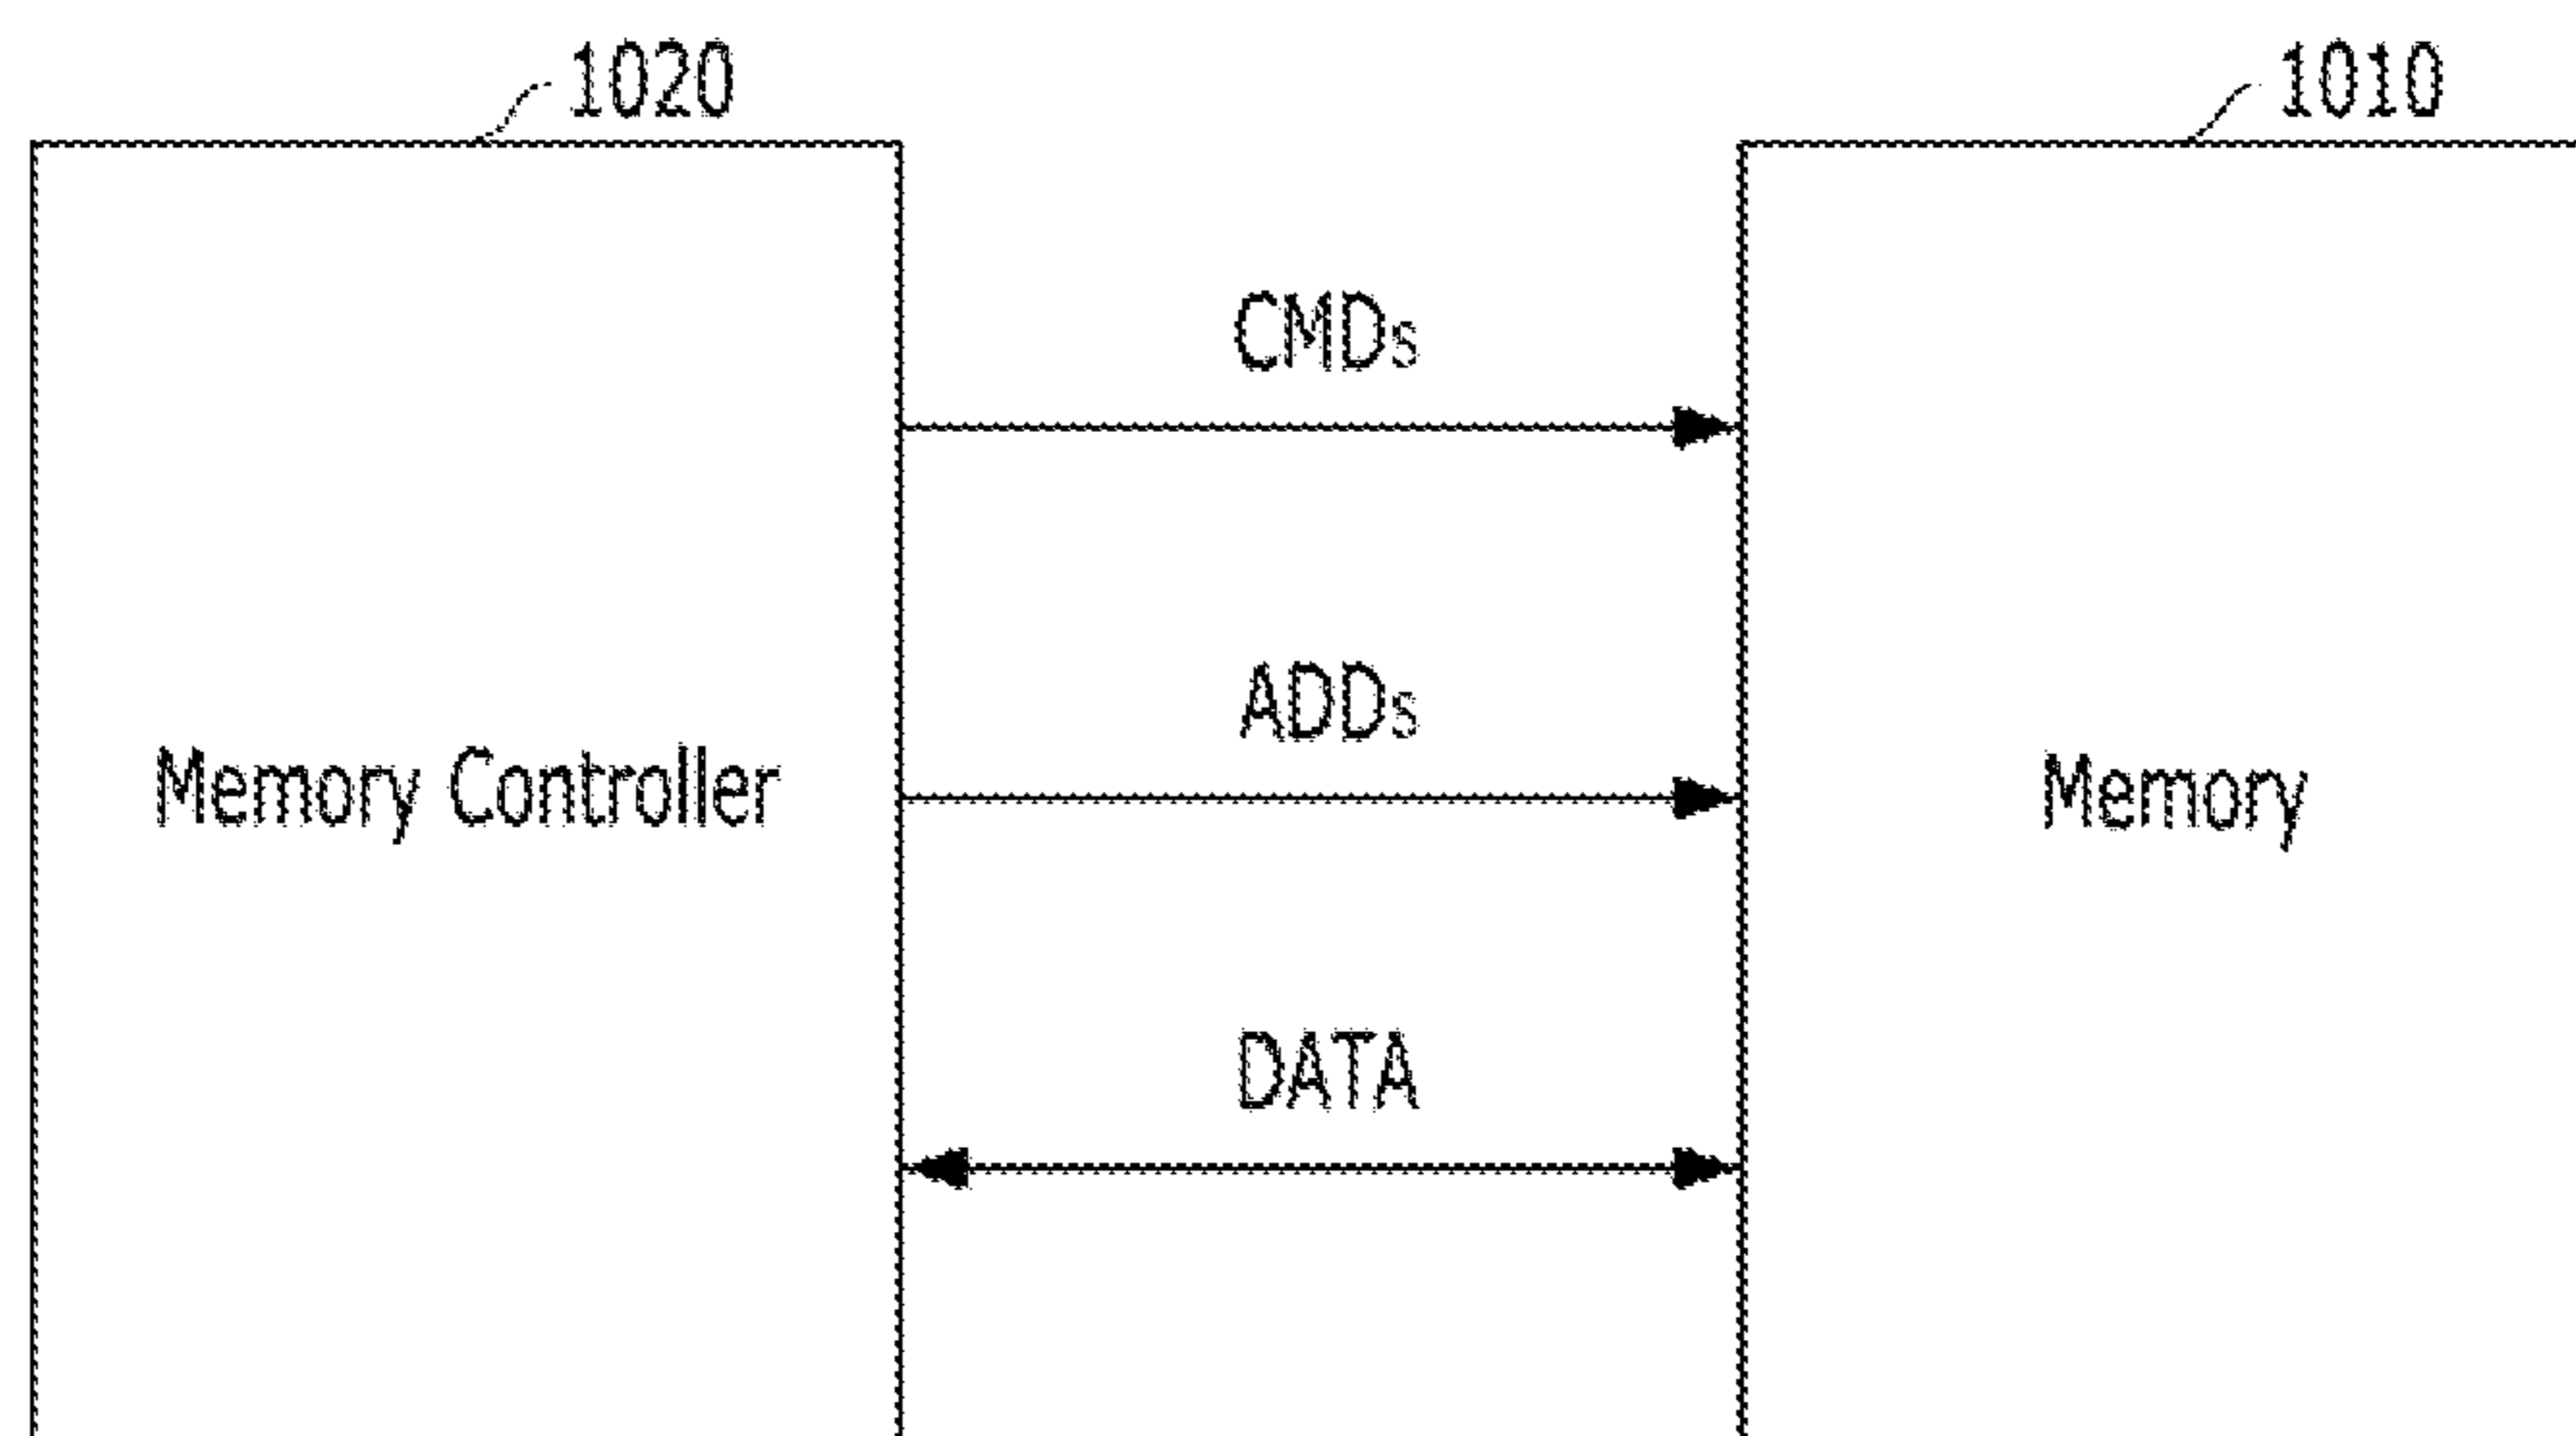 1020
1010
CMDs
ADDs
Memory Controller
Memory
DATA